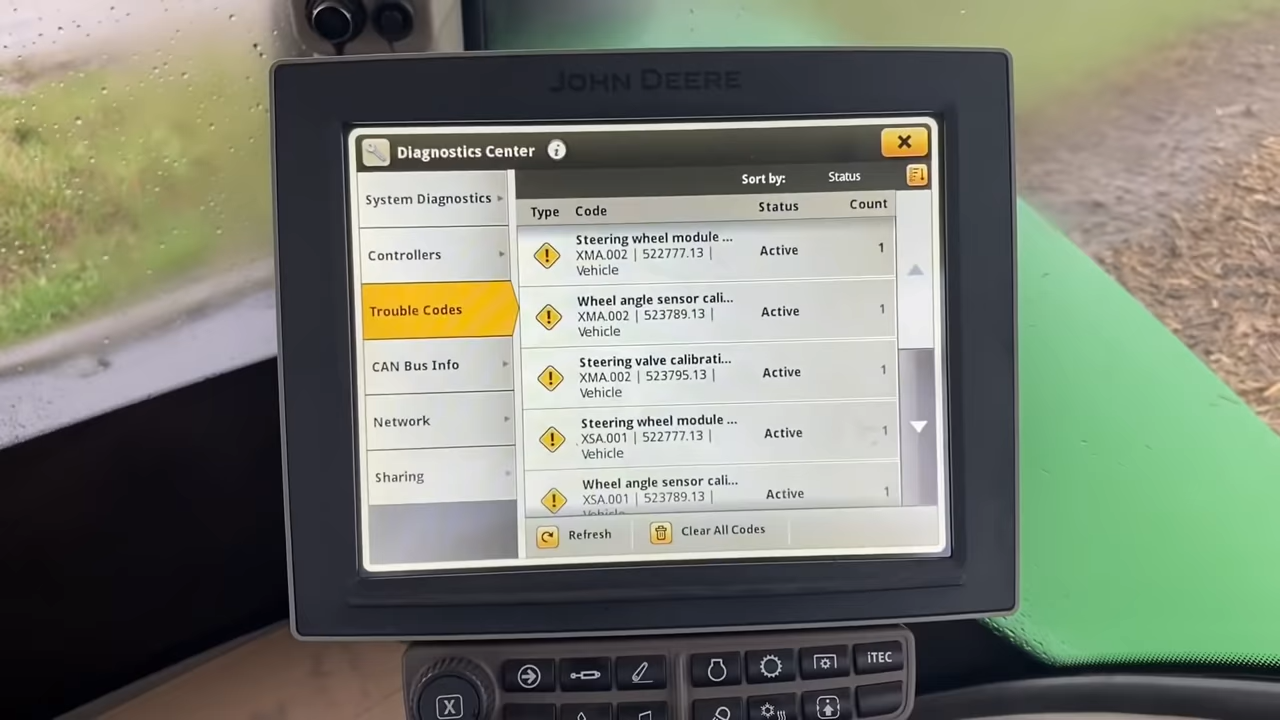 JOHN DEERE
Diagnostics Center
Sort by: Status
System Diagnostics
Controllers
Trouble Codes
CAN Bus Info
Network
Sharing
Type Code Status Count
Steering wheel module ...
XMA.002 | 522777.13 |
Vehicle
Active 1
Wheel angle sensor cali...
XMA.002 | 523789.13 |
Vehicle
Active 1
Steering valve calibrati...
XMA.002 | 523795.13 |
Vehicle
Active 1
Steering wheel module ...
XSA.001 | 522777.13 |
Vehicle
Active 1
Wheel angle sensor cali...
XSA.001 | 523789.13 |
Vehicle
Active 1
Refresh
Clear All Codes
iTEC
X